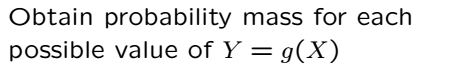 Obtain probability mass for each
possible value of Y = g(X)